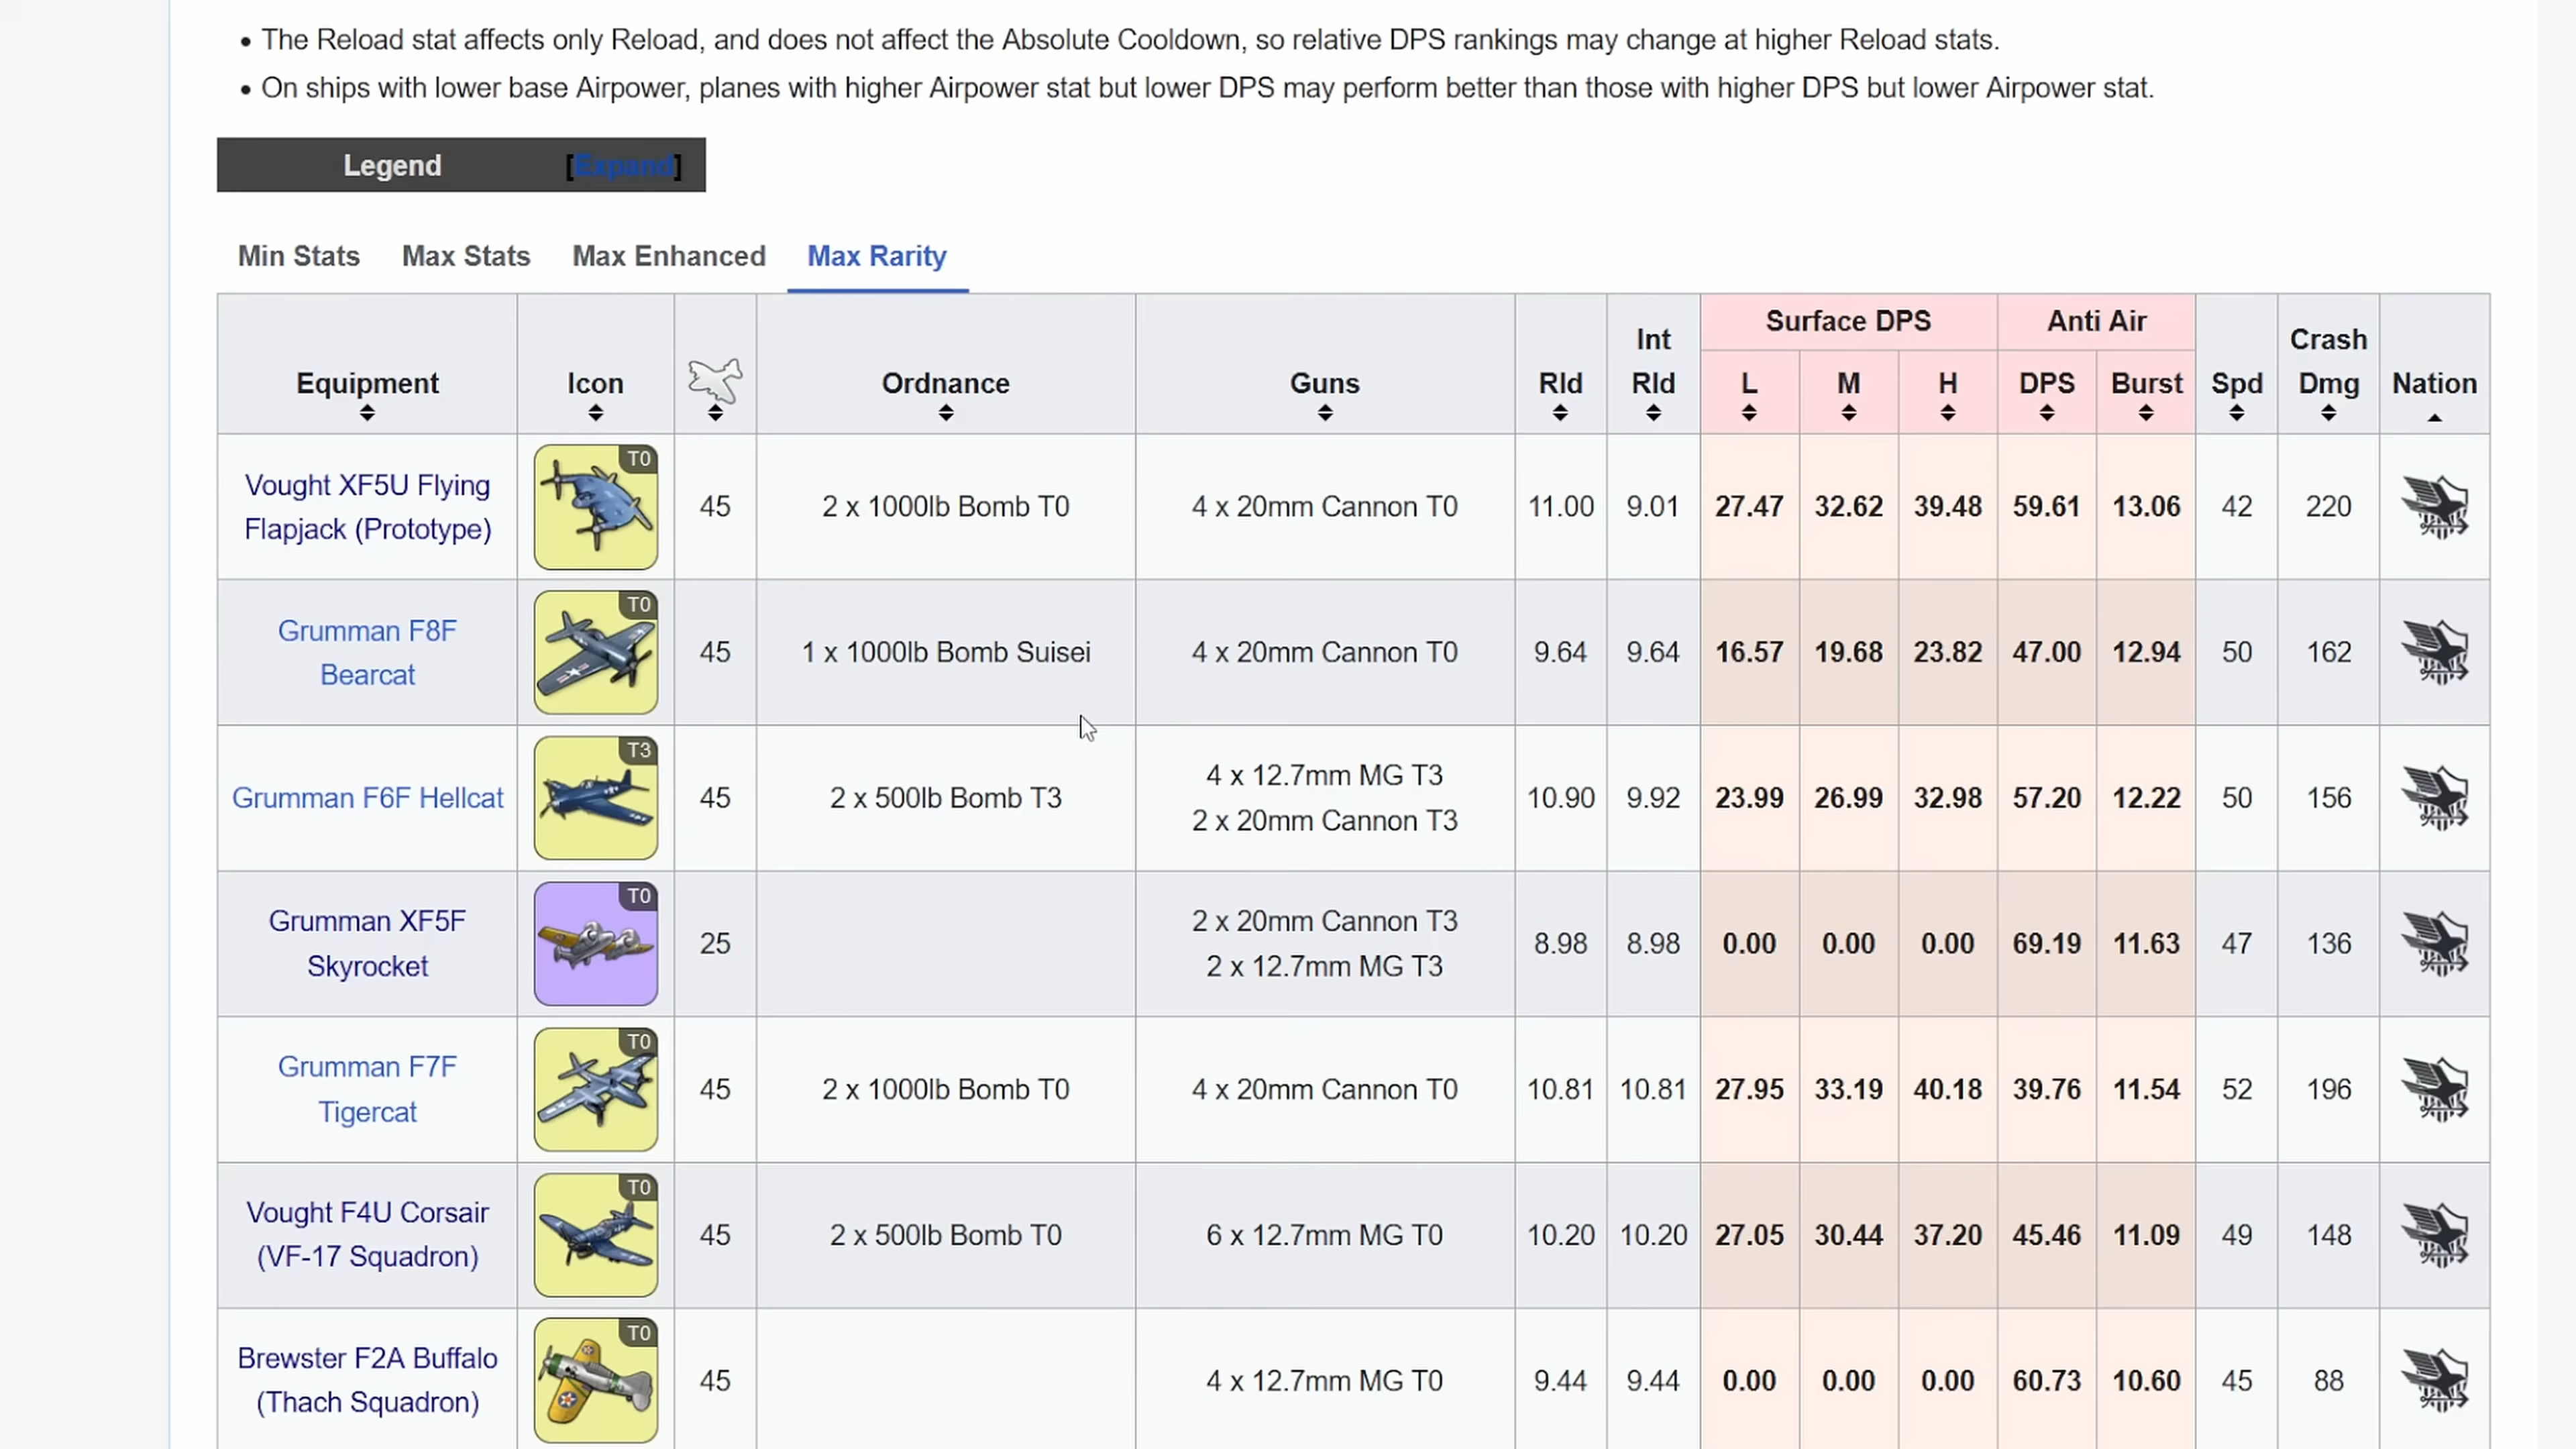 The Reload stat affects only Reload, and does not affect the Absolute Cooldown, so relative DPS rankings may change at higher Reload stats.
On ships with lower base Airpower, planes with higher Airpower stat but lower DPS may perform better than those with higher DPS but lower Airpower stat.
Legend [Expand]
Min Stats Max Stats Max Enhanced Max Rarity
Surface DPS Anti Air
Int Crash
Equipment Icon Ordnance Guns Rld Rld L M H DPS Burst Spd Dmg Nation
T0
Vought XF5U Flying
Flapjack (Prototype)
45 2 x 1000lb Bomb T0 4 x 20mm Cannon T0 11.00 9.01 27.47 32.62 39.48 59.61 13.06 42 220
T0
Grumman F8F
Bearcat
45 1 x 1000lb Bomb Suisei 4 x 20mm Cannon T0 9.64 9.64 16.57 19.68 23.82 47.00 12.94 50 162
T3
4 x 12.7mm MG T3
Grumman F6F Hellcat 45 2 x 500lb Bomb T3 10.90 9.92 23.99 26.99 32.98 57.20 12.22 50 156
2 x 20mm Cannon T3
T0
Grumman XF5F 2 x 20mm Cannon T3
25 8.98 8.98 0.00 0.00 0.00 69.19 11.63 47 136
Skyrocket 2 x 12.7mm MG T3
T0
Grumman F7F
Tigercat
45 2 x 1000lb Bomb T0 4 x 20mm Cannon T0 10.81 10.81 27.95 33.19 40.18 39.76 11.54 52 196
T0
Vought F4U Corsair
(VF-17 Squadron)
45 2 x 500lb Bomb T0 6 x 12.7mm MG T0 10.20 10.20 27.05 30.44 37.20 45.46 11.09 49 148
T0
Brewster F2A Buffalo
(Thach Squadron)
45 4 x 12.7mm MG T0 9.44 9.44 0.00 0.00 0.00 60.73 10.60 45 88